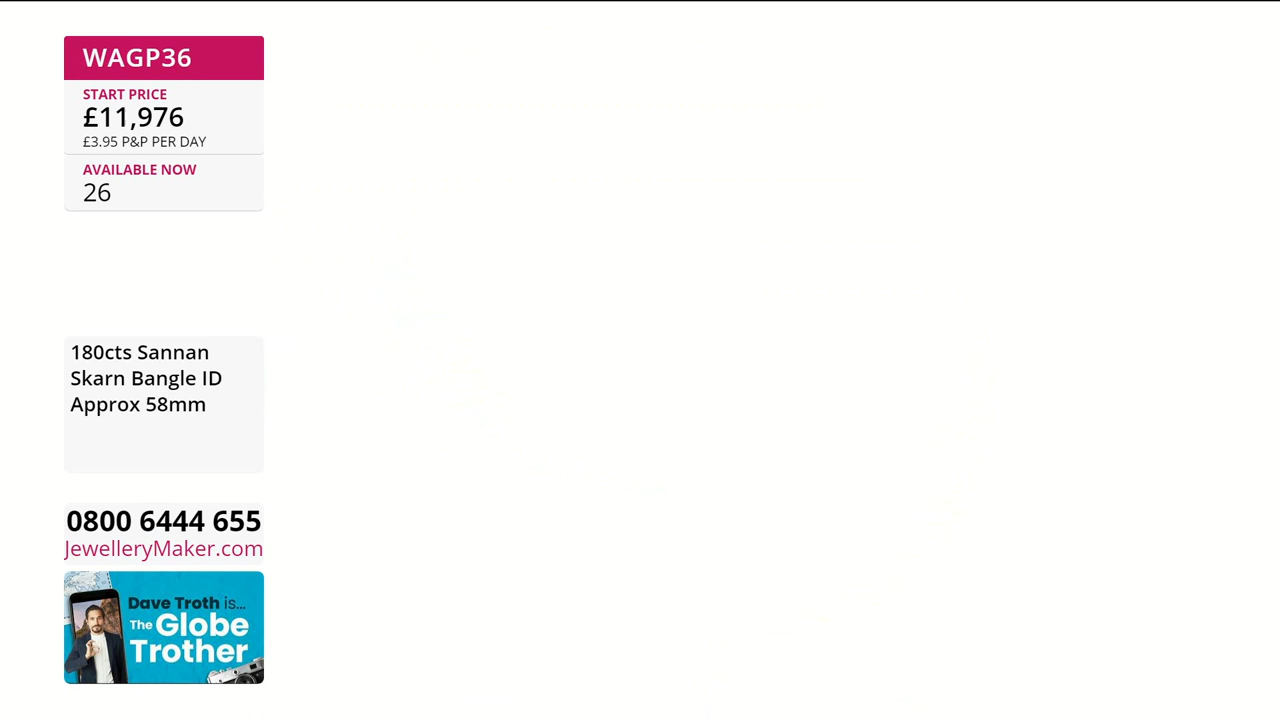 WAGP36
START PRICE
£11,976
£3.95 P&P PER DAY
AVAILABLE NOW
26
180cts Sannan
Skarn Bangle ID
Approx 58mm
0800 6444 655
JewelleryMaker.com
Dave Troth is...
The Globe
Trother